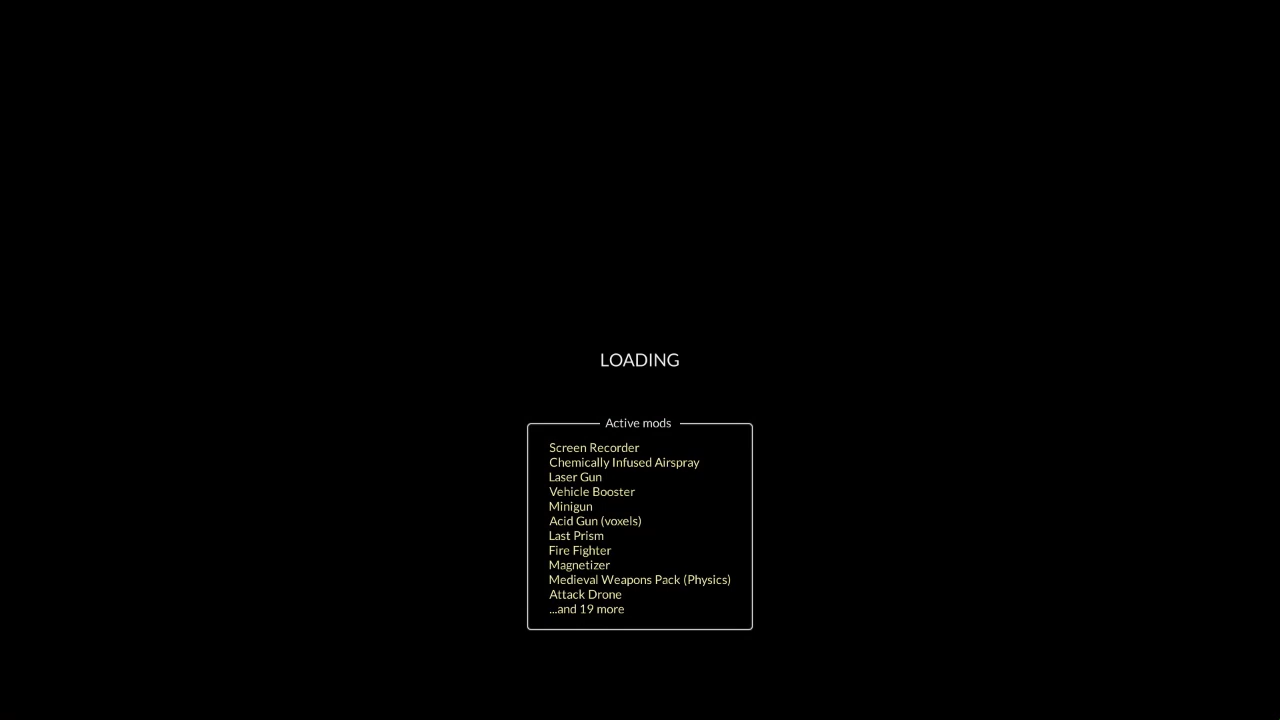 LOADING
Active mods
Screen Recorder
Chemically Infused Airspray
Laser Gun
Vehicle Booster
Minigun
Acid Gun (voxels)
Last Prism
Fire Fighter
Magnetizer
Medieval Weapons Pack (Physics)
Attack Drone
...and 19 more